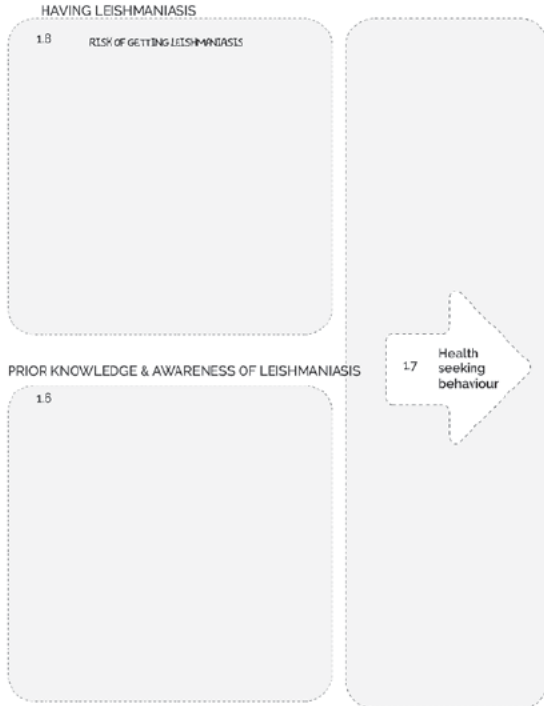 HAVING LEISHMANIASIS
1.8 RISK OF GETTING LEISHMANIASIS
PRIOR KNOWLEDGE & AWARENESS OF LEISHMANIASIS
1.6
1.7 Health
seeking
behaviour